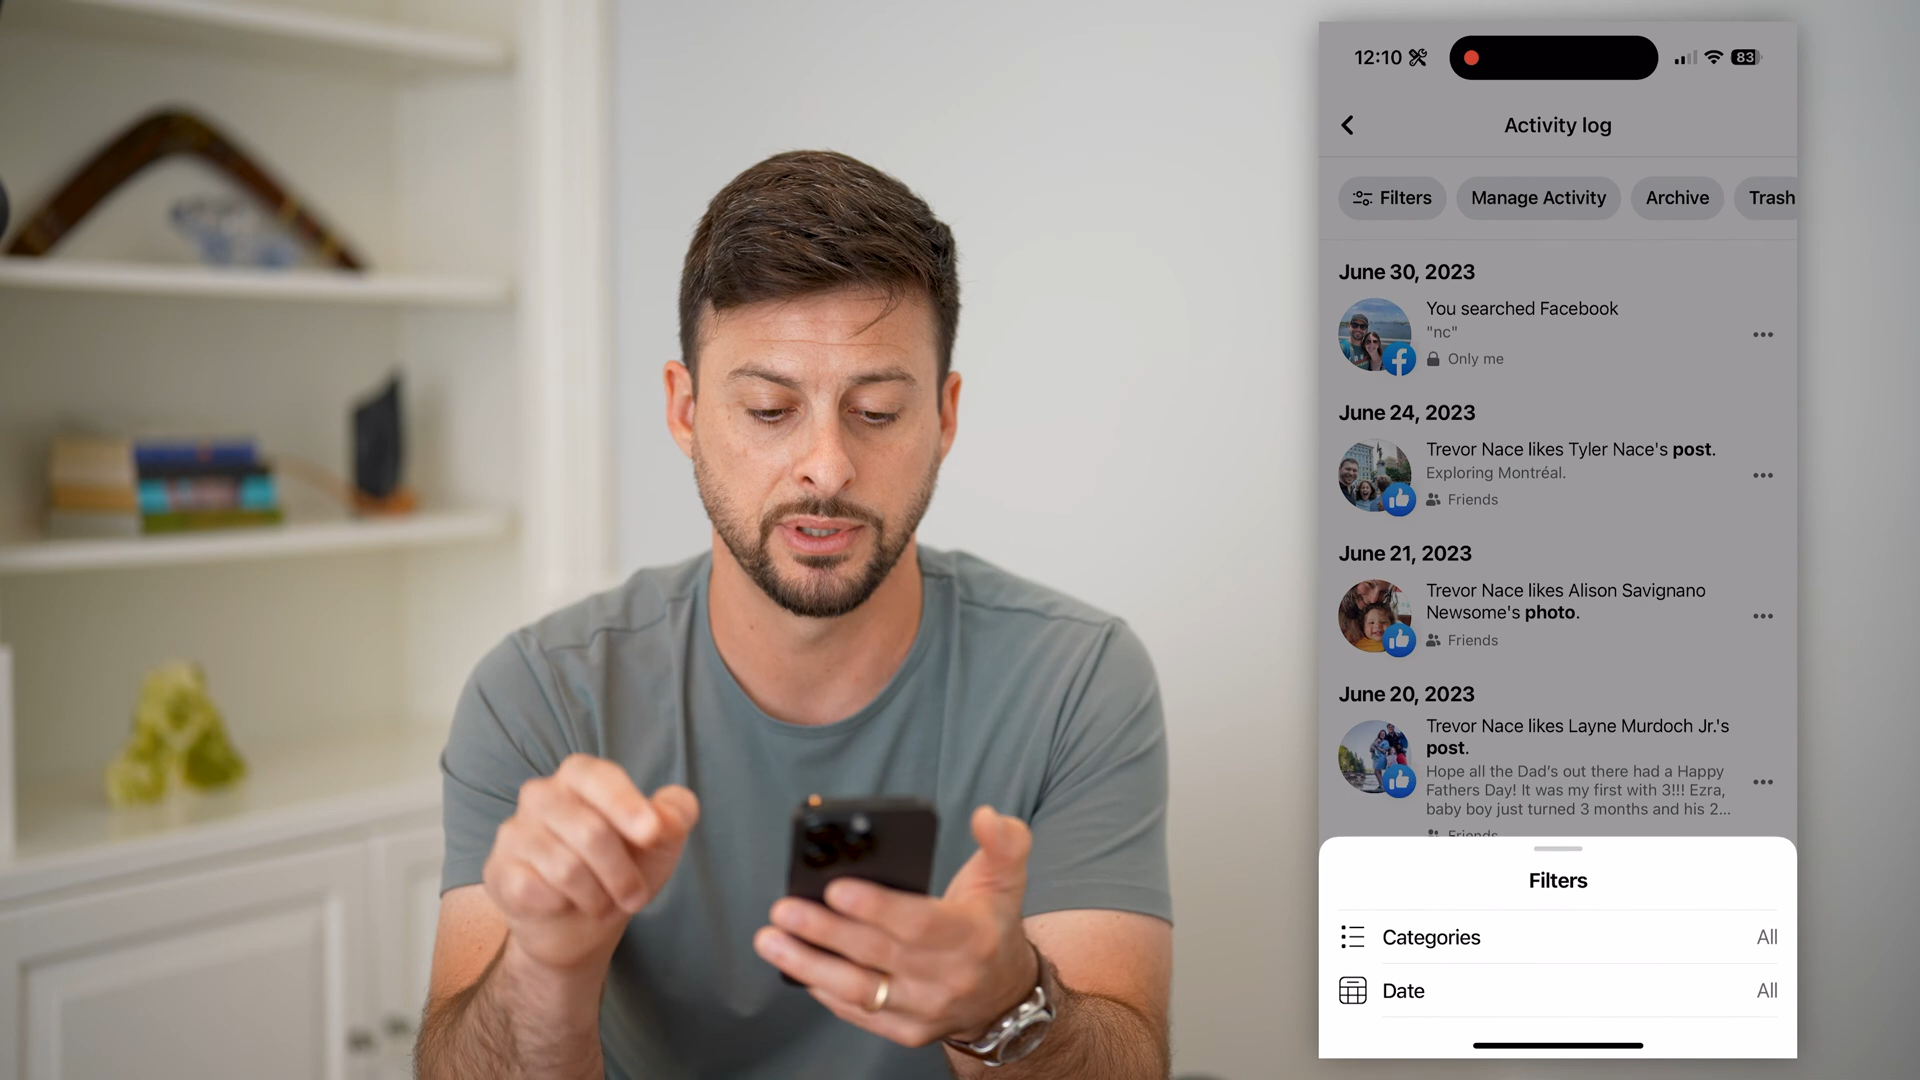 12:10
83
Activity log
Filters
Manage Activity
Archive
Trash
June 30, 2023
You searched Facebook
"nc"
Only me
June 24, 2023
Trevor Nace likes Tyler Nace's post.
Exploring Montréal.
Friends
June 21, 2023
Trevor Nace likes Alison Savignano
Newsome's photo.
Friends
June 20, 2023
Trevor Nace likes Layne Murdoch Jr.'s
post.
Hope all the Dad's out there had a Happy
Fathers Day! It was my first with 3!!! Ezra,
baby boy just turned 3 months and his 2...
Friends
Filters
Categories All
Date All